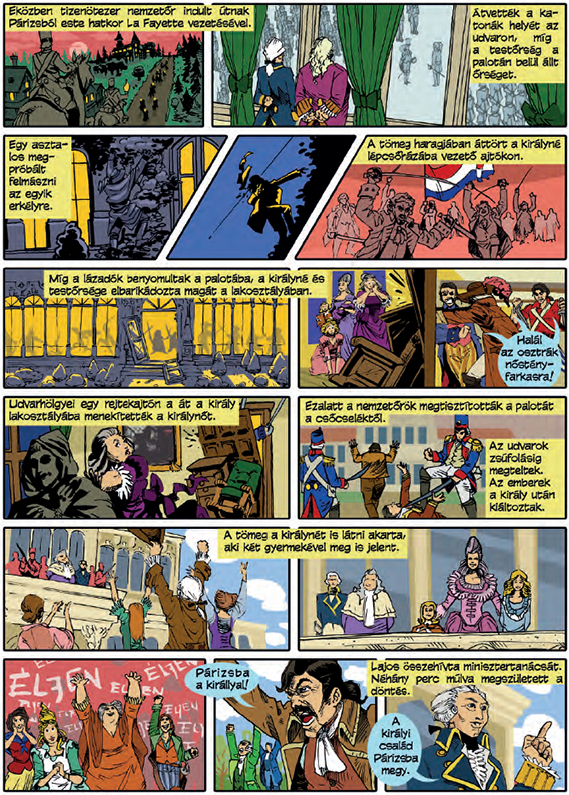 Eközben tizenötezer nemzetőr indult útnak
Párizsból este hatkor La Fayette vezetésével.
Átvették a ka-
tonák helyét az
udvaron, míg
a testőrség a
palotán belül állt
őrséget.
Egy aszta-
los meg-
próbált
felmászni
az egyik
erkélyre.
A tömeg haragjában áttört a királyné
lépcsőházába vezető ajtókon.
Míg a lázadók benyomultak a palotába, a királyné és
testőrsége elbarikádozta magát a lakosztályában.
Halál
az osztrák
nőstény-
farkasra!
Udvarhölgyei egy rejtekajtón a át a király
lakosztályába menekítették a királynőt.
Ezalatt a nemzetőrök megtisztították a palotát
a csőcseléktől.
Az udvarok
zsúfolásig
megteltek.
Az emberek
a király után
kiáltoztak.
A tömeg a királynét is látni akarta,
aki két gyermekével meg is jelent.
ÉLJEN
ÉLJEN
Párizsba
a királlyal!
Lajos összehívta minisztertanácsát.
Néhány perc múlva megszületett a
döntés.
A
királyi
család
Párizsba
megy.